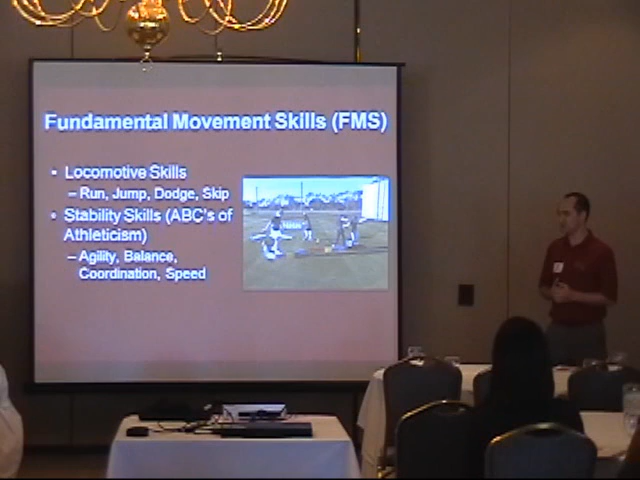 Fundamental Movement Skills (FMS)
• Locomotive Skills
– Run, Jump, Dodge, Skip
• Stability Skills (ABC's of
Athleticism)
– Agility, Balance,
Coordination, Speed